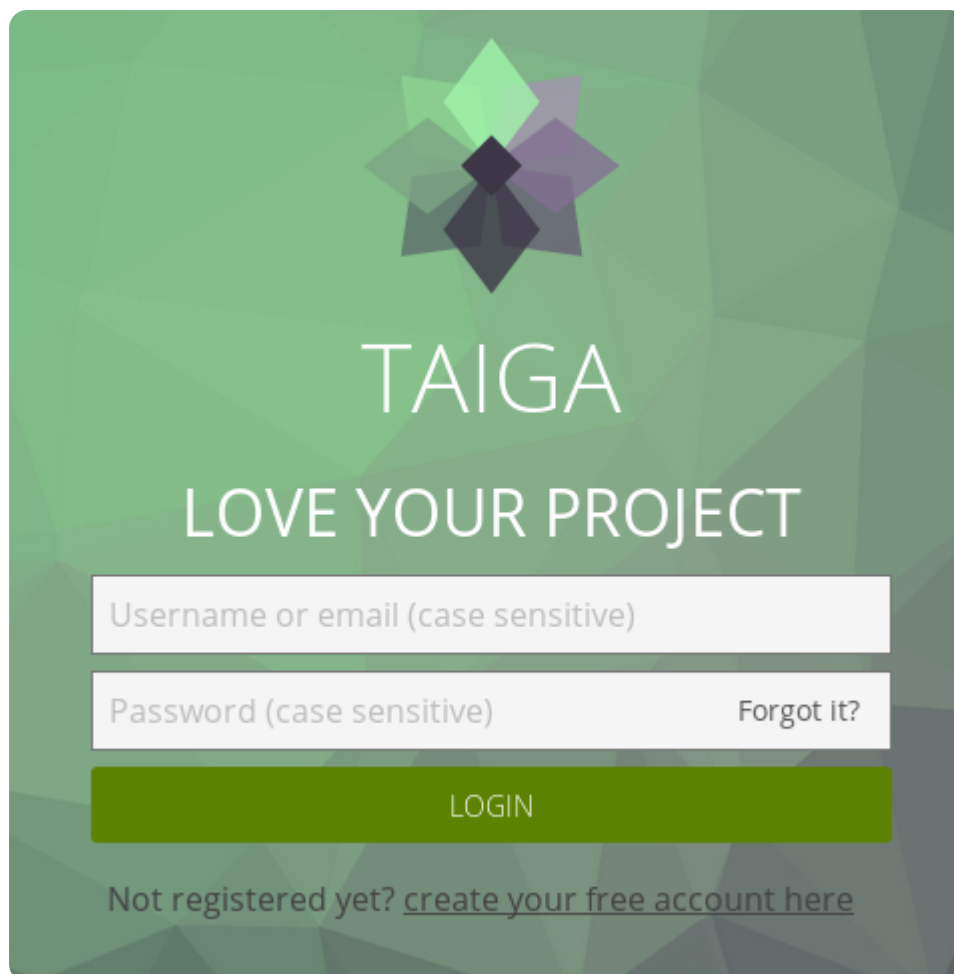 TAIGA
LOVE YOUR PROJECT
Username or email (case sensitive)
Password (case sensitive) Forgot it?
LOGIN
Not registered yet? create your free account here